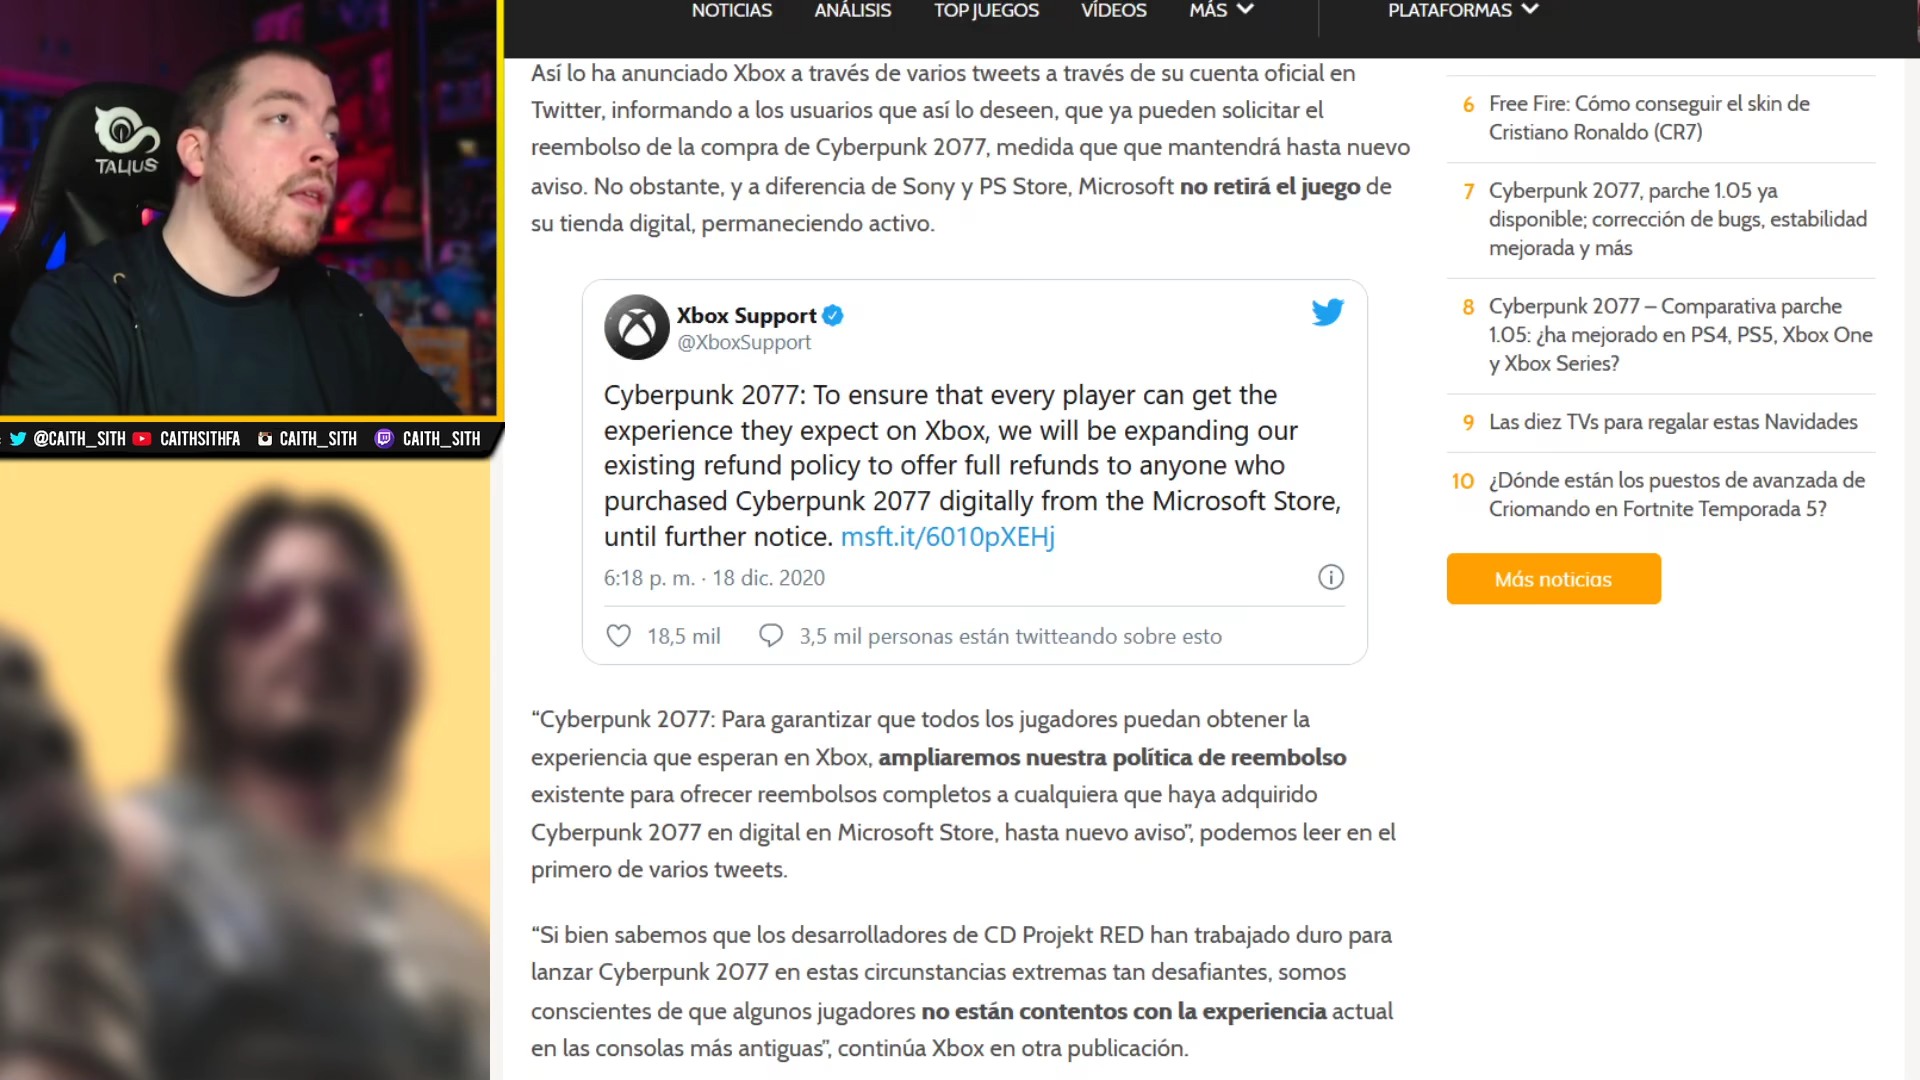 NOTICIAS ANÁLISIS TOP JUEGOS VÍDEOS MÁS PLATAFORMAS
TALIUS
@CAITH_SITH CAITHSITHFA CAITH_SITH CAITH_SITH
Así lo ha anunciado Xbox a través de varios tweets a través de su cuenta oficial en
Twitter, informando a los usuarios que así lo deseen, que ya pueden solicitar el
reembolso de la compra de Cyberpunk 2077, medida que que mantendrá hasta nuevo
aviso. No obstante, y a diferencia de Sony y PS Store, Microsoft no retirá el juego de
su tienda digital, permaneciendo activo.
Xbox Support
@XboxSupport
Cyberpunk 2077: To ensure that every player can get the
experience they expect on Xbox, we will be expanding our
existing refund policy to offer full refunds to anyone who
purchased Cyberpunk 2077 digitally from the Microsoft Store,
until further notice. msft.it/6010pXEHj
6:18 p. m. · 18 dic. 2020
18,5 mil 3,5 mil personas están twitteando sobre esto
“Cyberpunk 2077: Para garantizar que todos los jugadores puedan obtener la
experiencia que esperan en Xbox, ampliaremos nuestra política de reembolso
existente para ofrecer reembolsos completos a cualquiera que haya adquirido
Cyberpunk 2077 en digital en Microsoft Store, hasta nuevo aviso”, podemos leer en el
primero de varios tweets.
“Si bien sabemos que los desarrolladores de CD Projekt RED han trabajado duro para
lanzar Cyberpunk 2077 en estas circunstancias extremas tan desafiantes, somos
conscientes de que algunos jugadores no están contentos con la experiencia actual
en las consolas más antiguas”, continúa Xbox en otra publicación.
6 Free Fire: Cómo conseguir el skin de
Cristiano Ronaldo (CR7)
7 Cyberpunk 2077, parche 1.05 ya
disponible; corrección de bugs, estabilidad
mejorada y más
8 Cyberpunk 2077 – Comparativa parche
1.05: ¿ha mejorado en PS4, PS5, Xbox One
y Xbox Series?
9 Las diez TVs para regalar estas Navidades
10 ¿Dónde están los puestos de avanzada de
Criomando en Fortnite Temporada 5?
Más noticias